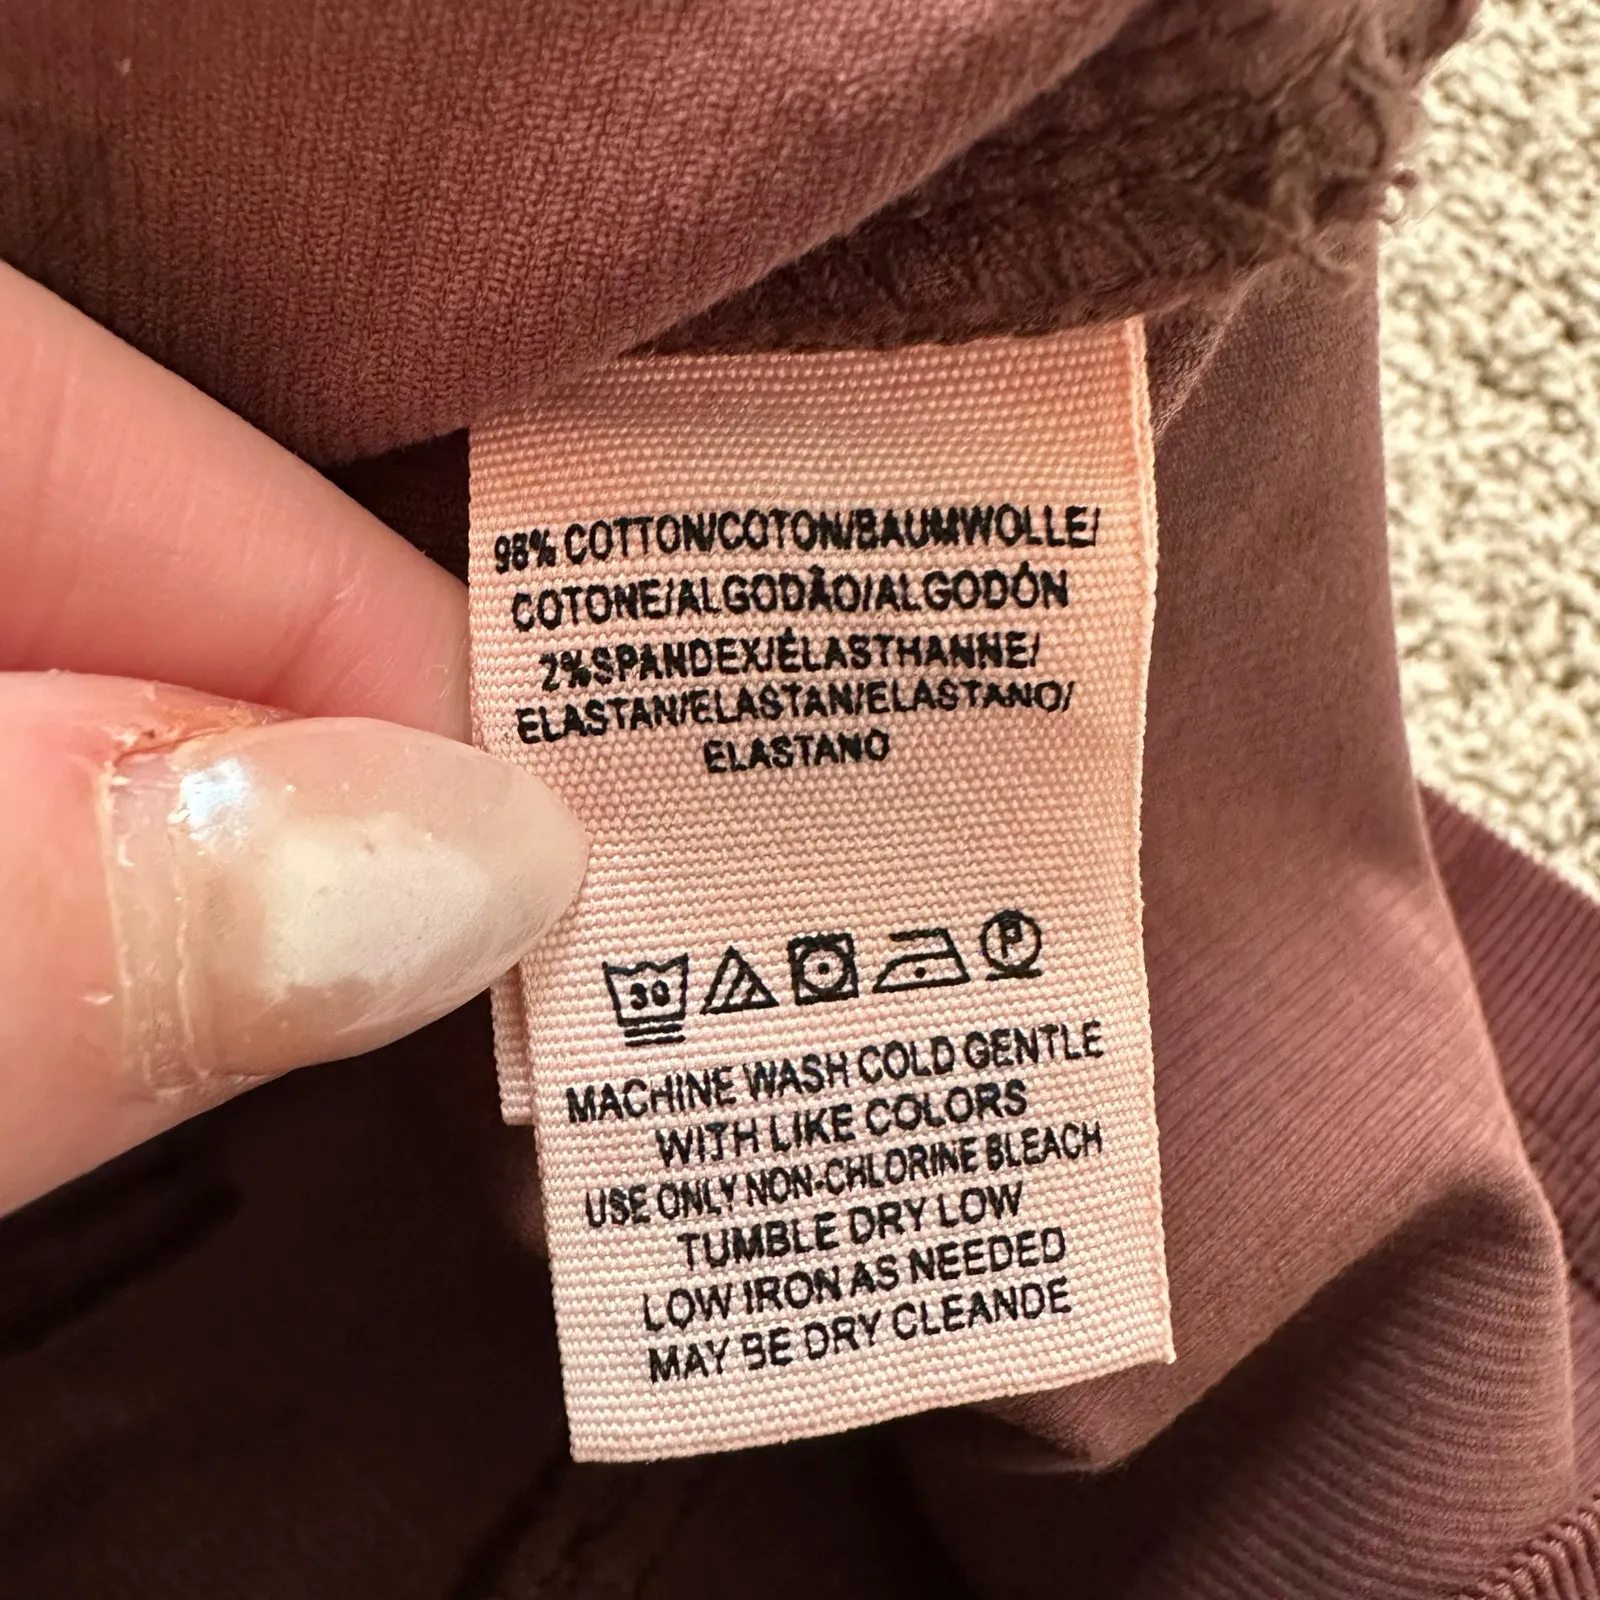 98% COTTON/COTON/BAUMWOLLE/
COTONE/ALGODÃO/ALGODÓN
2%SPANDEX/ÉLASTHANNE/
ELASTAN/ELASTAN/ELASTANO/
ELASTANO
30 P
MACHINE WASH COLD GENTLE
WITH LIKE COLORS
USE ONLY NON-CHLORINE BLEACH
TUMBLE DRY LOW
LOW IRON AS NEEDED
MAY BE DRY CLEANDE